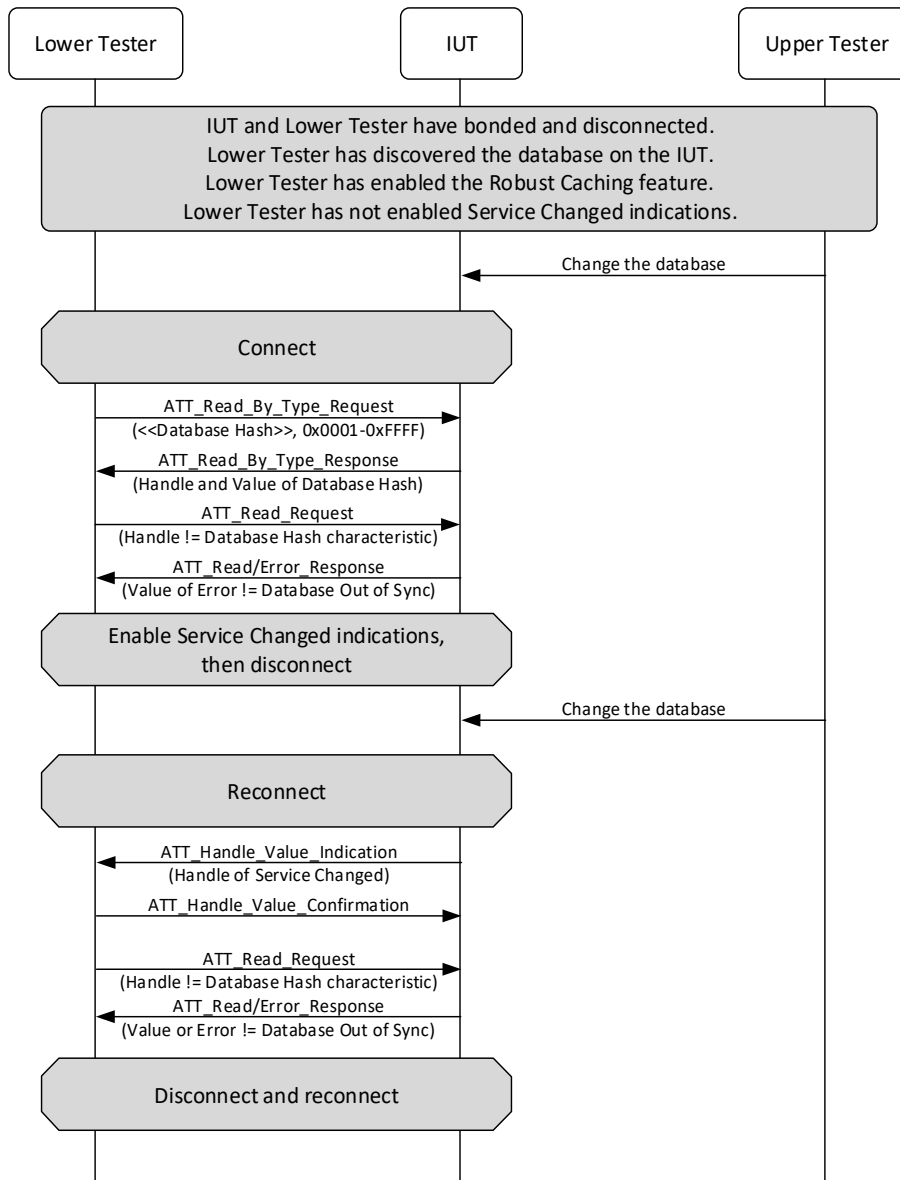 Lower Tester
IUT
Upper Tester
IUT and Lower Tester have bonded and disconnected.
Lower Tester has discovered the database on the IUT.
Lower Tester has enabled the Robust Caching feature.
Lower Tester has not enabled Service Changed indications.
Change the database
Connect
ATT_Read_By_Type_Request
(<<Database Hash>>, 0x0001-0xFFFF)
ATT_Read_By_Type_Response
(Handle and Value of Database Hash)
ATT_Read_Request
(Handle != Database Hash characteristic)
ATT_Read/Error_Response
(Value of Error != Database Out of Sync)
Enable Service Changed indications,
then disconnect
Change the database
Reconnect
ATT_Handle_Value_Indication
(Handle of Service Changed)
ATT_Handle_Value_Confirmation
ATT_Read_Request
(Handle != Database Hash characteristic)
ATT_Read/Error_Response
(Value or Error != Database Out of Sync)
Disconnect and reconnect